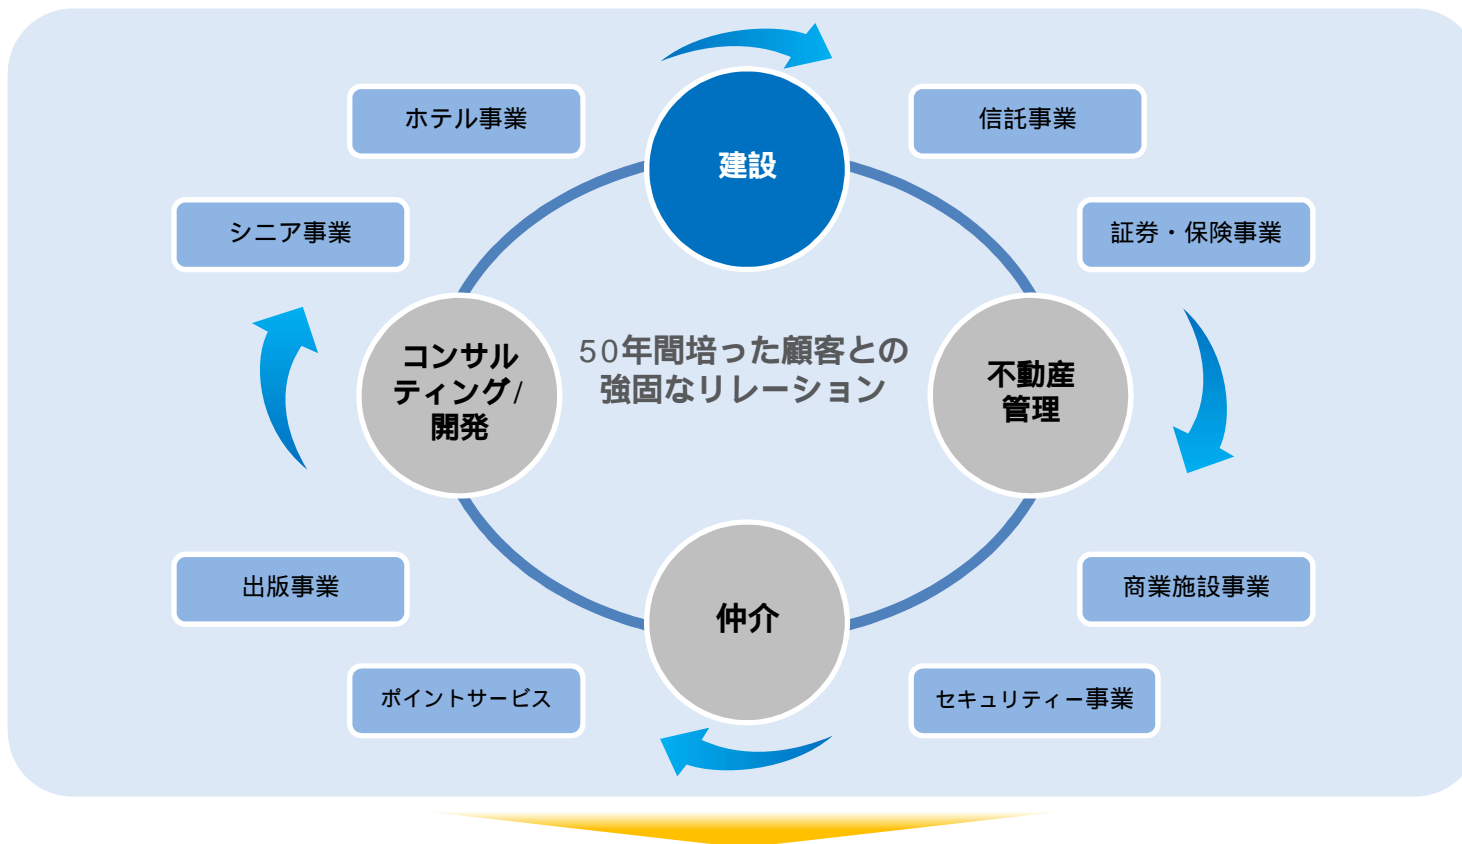 ホテル事業
建設
信託事業
シニア事業
証券・保険事業
コンサル
ティング/
開発
50年間培った顧客との
強固なリレーション
不動産
管理
出版事業
仲介
商業施設事業
ポイントサービス
セキュリティー事業